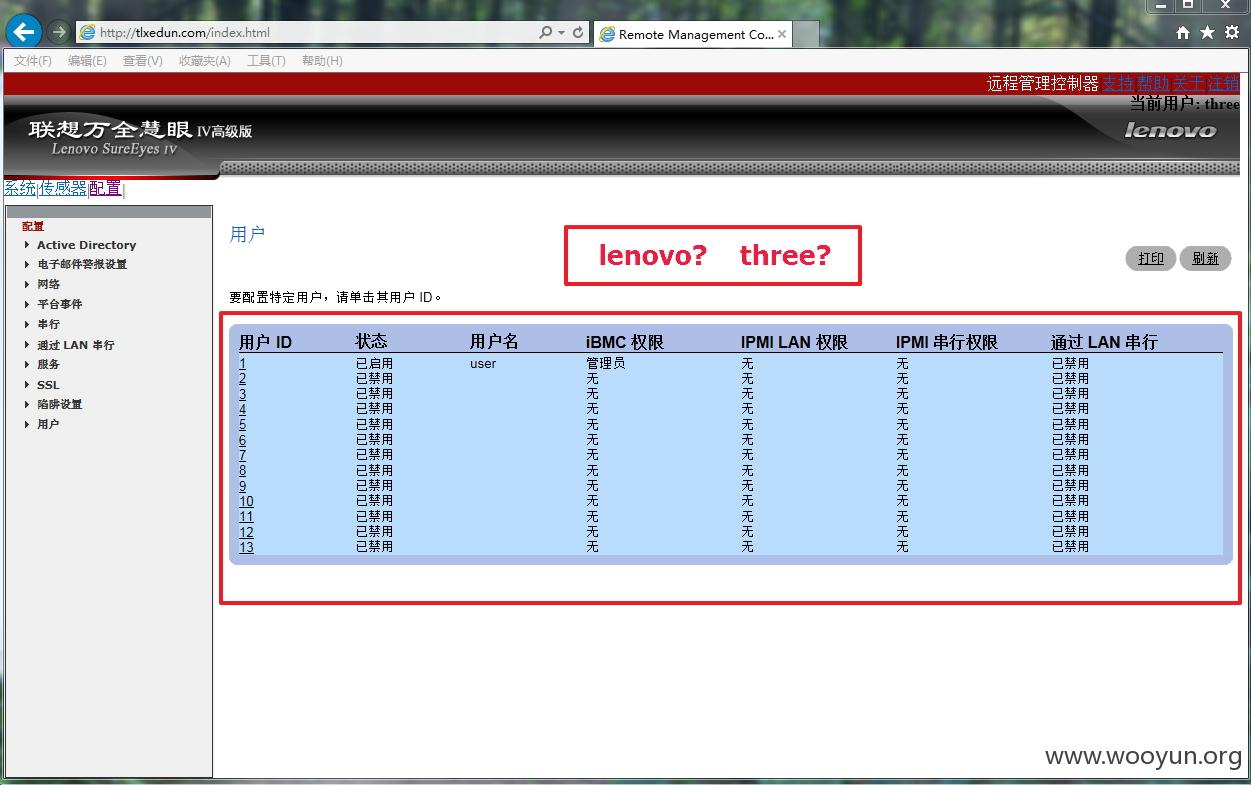 http://tlxedun.com/index.html
Remote Management Co...
文件(F) 编辑(E) 查看(V) 收藏夹(A) 工具(T) 帮助(H)
远程管理控制器 支持 帮助 关于 注销
当前用户: three
联想万全慧眼 IV高级版
Lenovo SureEyes IV
lenovo
系统|传感器|配置|
配置
Active Directory
电子邮件警报设置
网络
平台事件
串行
通过 LAN 串行
服务
SSL
陷阱设置
用户
用户
lenovo? three?
打印 刷新
要配置特定用户，请单击其用户 ID。
用户 ID 状态 用户名 iBMC 权限 IPMI LAN 权限 IPMI 串行权限 通过 LAN 串行
1 已启用 user 管理员 无 无 已禁用
2 已禁用 无 无 无 已禁用
3 已禁用 无 无 无 已禁用
4 已禁用 无 无 无 已禁用
5 已禁用 无 无 无 已禁用
6 已禁用 无 无 无 已禁用
7 已禁用 无 无 无 已禁用
8 已禁用 无 无 无 已禁用
9 已禁用 无 无 无 已禁用
10 已禁用 无 无 无 已禁用
11 已禁用 无 无 无 已禁用
12 已禁用 无 无 无 已禁用
13 已禁用 无 无 无 已禁用
www.wooyun.org